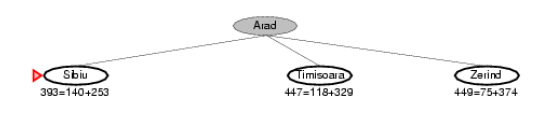 Arad
Sibiu Timisoara Zerind
393=140+253 447=118+329 449=75+374